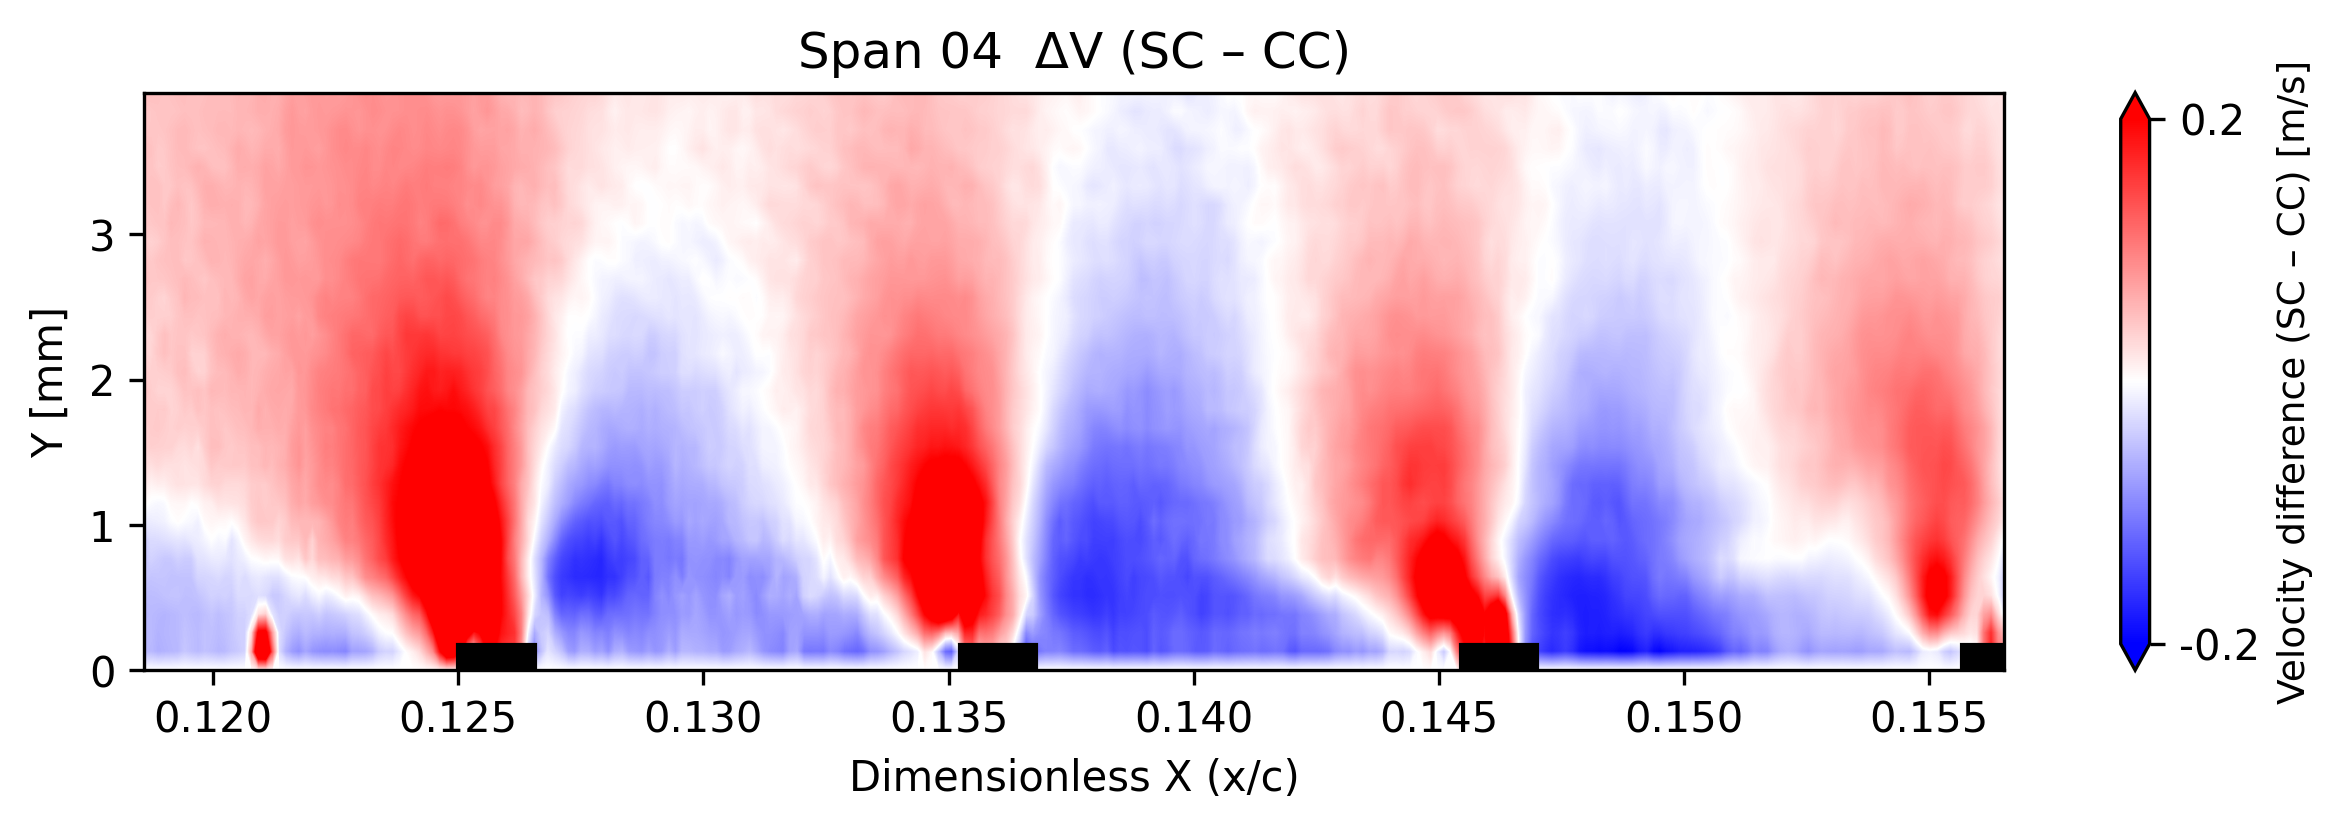 Span 04  ΔV (SC – CC)
Y [mm]
3
2
1
0
0.120 0.125 0.130 0.135 0.140 0.145 0.150 0.155
Dimensionless X (x/c)
0.2
-0.2
Velocity difference (SC – CC) [m/s]